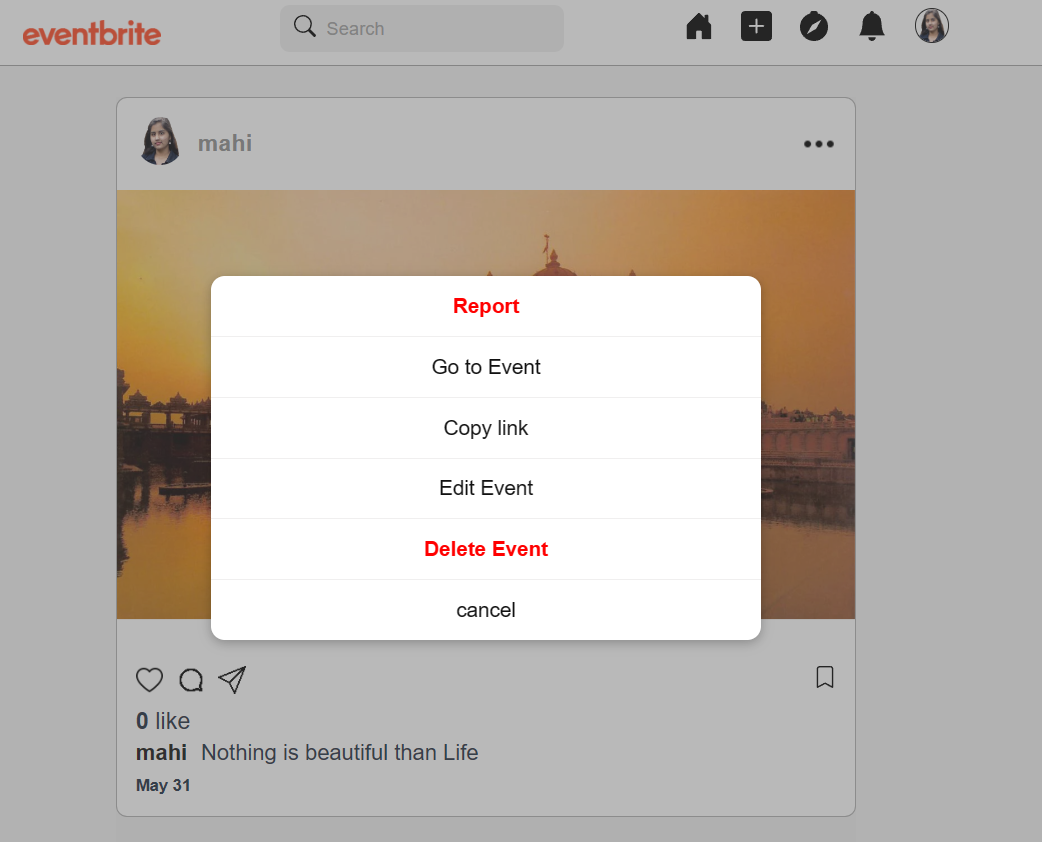 eventbrite
Search
mahi
Report
Go to Event
Copy link
Edit Event
Delete Event
cancel
0 like
mahi Nothing is beautiful than Life
May 31